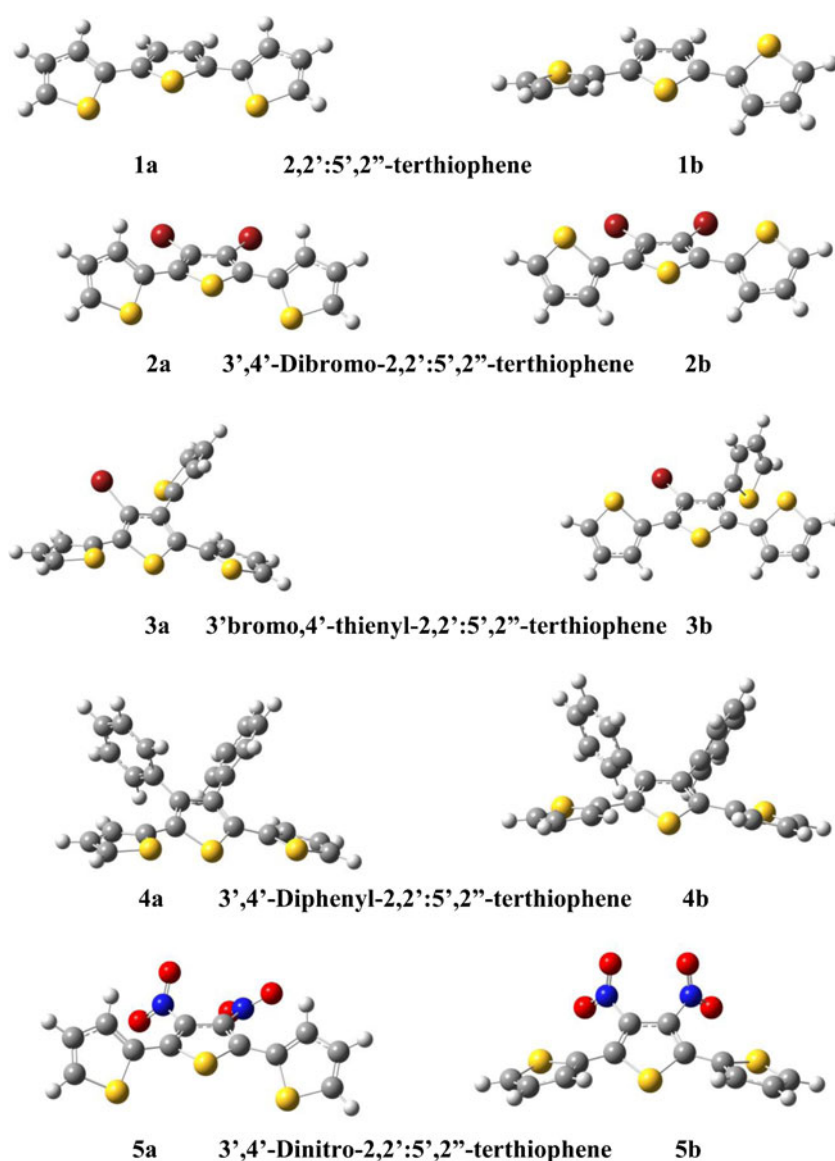 1a 2,2':5',2”-terthiophene 1b
2a 3',4'-Dibromo-2,2':5',2”-terthiophene 2b
3a 3'bromo,4'-thienyl-2,2':5',2”-terthiophene 3b
4a 3',4'-Diphenyl-2,2':5',2”-terthiophene 4b
5a 3',4'-Dinitro-2,2':5',2”-terthiophene 5b